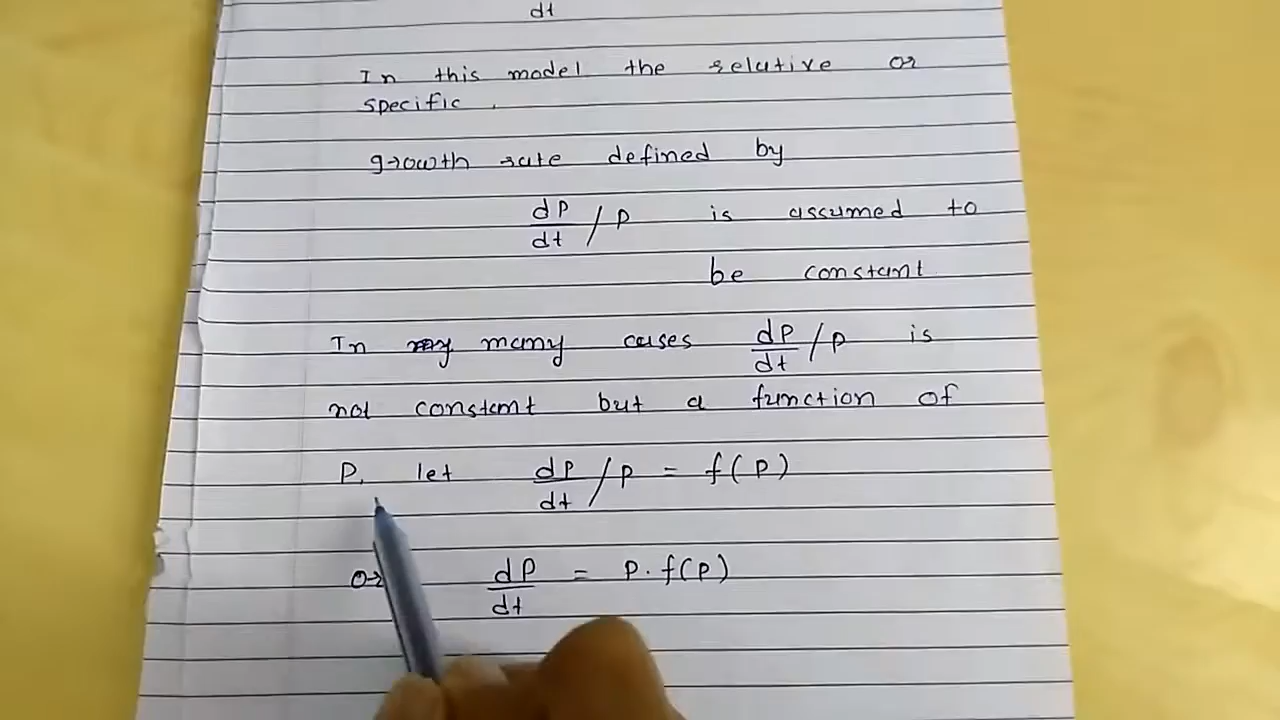 dt
In this model the relative or
specific.
growth rate defined by
dP/dt / P is assumed to
be constant
In many cases dP/dt / P is
not constant but a function of
P. let dP/dt / P = f(P)
or dP/dt = P. f(P)